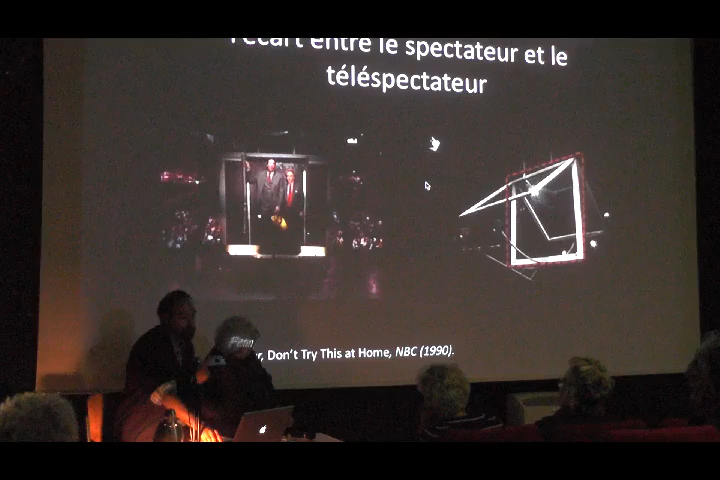 l'écart entre le spectateur et le
téléspectateur
Don't Try This at Home, NBC (1990).